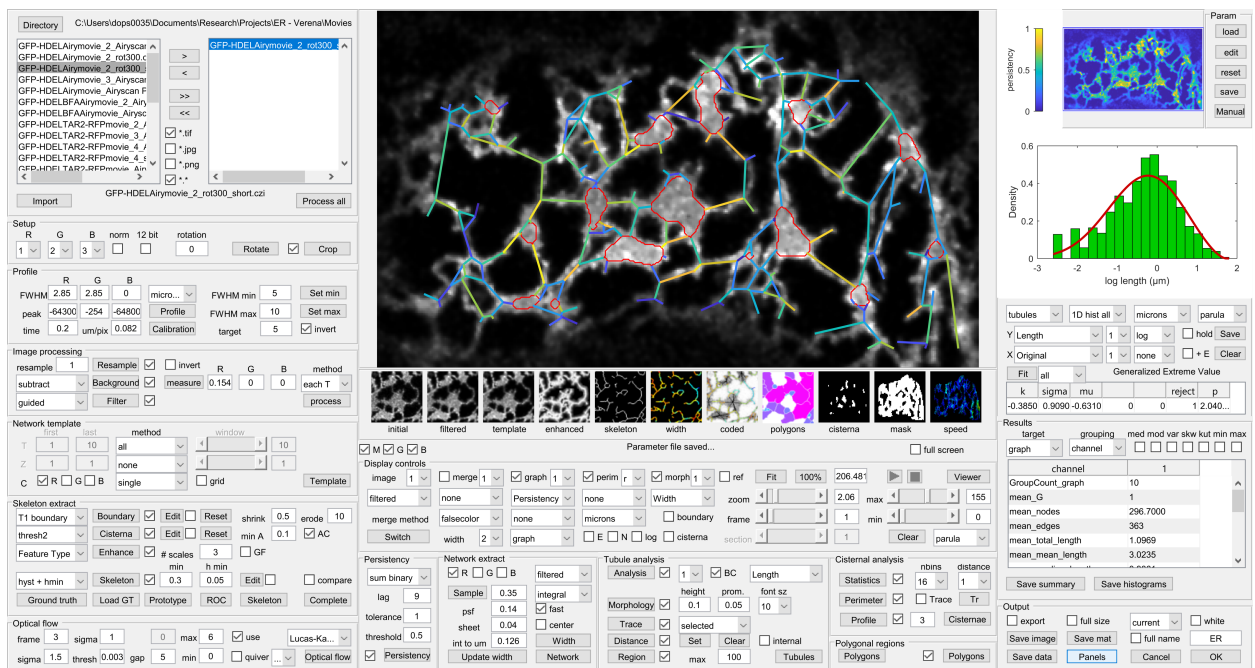 Directory C:\Users\dops0035\Documents\Research\Projects\ER - Verena\Movies
GFP-HDELAirymovie_2_Airyscan
GFP-HDELAirymovie_2_rot300.c
GFP-HDELAirymovie_2_rot300_
GFP-HDELAirymovie_3_Airyscan
GFP-HDELAirymovie_Airyscan F
GFP-HDELBFAAirymovie_2_Airy
GFP-HDELBFAAirymovie_Airysc
GFP-HDELTAR2-RFPmovie_2_A
GFP-HDELTAR2-RFPmovie_3_A
GFP-HDELTAR2-RFPmovie_4_A
GFP-HDELTAR2-RFPmovie_4_s
GFP-HDELTAR2-RFPmovie_Airy
>
<
>>
<<
*.tif
*.jpg
*.png
*.*
GFP-HDELAirymovie_2_rot300_s
GFP-HDELAirymovie_2_rot300_short.czi
Import Process all
Setup
R G B norm 12 bit rotation
1 2 3 0 Rotate Crop
Profile
R G B
FWHM 2.85 2.85 0 micro... FWHM min 5 Set min
peak -64300 -254 -64800 Profile FWHM max 10 Set max
time 0.2 um/pix 0.082 Calibration target 5 invert
Image processing
resample 1 Resample invert R G B method
subtract Background measure 0.154 0 0 each T
guided Filter process
Network template
first last method window
T 1 10 all 10
Z 1 1 none 1
C R G B single grid Template
Skeleton extract
T1 boundary Boundary Edit Reset shrink 0.5 erode 10
thresh2 Cisterna Edit Reset min A 0.1 AC
Feature Type Enhance # scales 3 GF
min h min
hyst + hmin Skeleton 0.3 0.05 Edit compare
Ground truth Load GT Prototype ROC Skeleton Complete
Optical flow
frame 3 sigma 1 0 max 6 use Lucas-Ka...
sigma 1.5 thresh 0.003 gap 5 min 0 quiver ... Optical flow
initial filtered template enhanced skeleton width coded polygons cisterna mask speed
M G B Parameter file saved... full screen
Display controls
image 1 merge 1 graph 1 perim r morph 1 ref Fit 100% 206.481 Viewer
filtered none Persistency none Width zoom 2.06 max 155
merge method falsecolor none microns boundary frame 1 min 0
Switch width 2 graph E N log cisterna section 1 Clear parula
Persistency
sum binary
lag 9
tolerance 1
threshold 0.5
Persistency
Network extract
R G B filtered
Sample 0.35 integral
psf 0.14 fast
sheet 0.04 center
int to um 0.126 Width
Update width Network
Tubule analysis
Analysis 1 BC Length
height prom. font sz
Morphology 0.1 0.05 10
Trace selected
Distance Set Clear internal
Region max 100 Tubules
Cisternal analysis
nbins distance
Statistics 16 1
Perimeter Trace Tr
Profile 3 Cisternae
Polygonal regions
Polygons Polygons
persistency
1
0.5
0
Param
load
edit
reset
save
Manual
Density
0.6
0.4
0.2
0
-3 -2 -1 0 1 2
log length (µm)
tubules 1D hist all microns parula
Y Length 1 log hold Save
X Original 1 none + E Clear
Fit all Generalized Extreme Value
k sigma mu reject p
-0.3850 0.9090 -0.6310 0 0 1 2.040...
Results
target grouping med mod var skw kut min max
graph channel
channel 1
GroupCount_graph 10
mean_G 1
mean_nodes 296.7000
mean_edges 363
mean_total_length 1.0969
mean_mean_length 3.0235
Save summary Save histograms
Output
export full size current white
Save image Save mat full name ER
Save data Panels Cancel OK